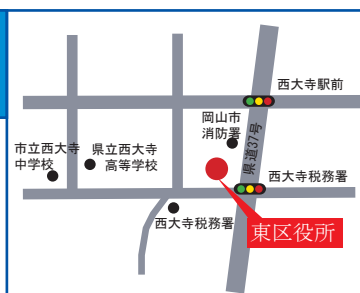 西大寺駅前
岡山市
消防署
県道37号
市立西大寺
中学校
県立西大寺
高等学校
西大寺税務署
西大寺税務署
東区役所